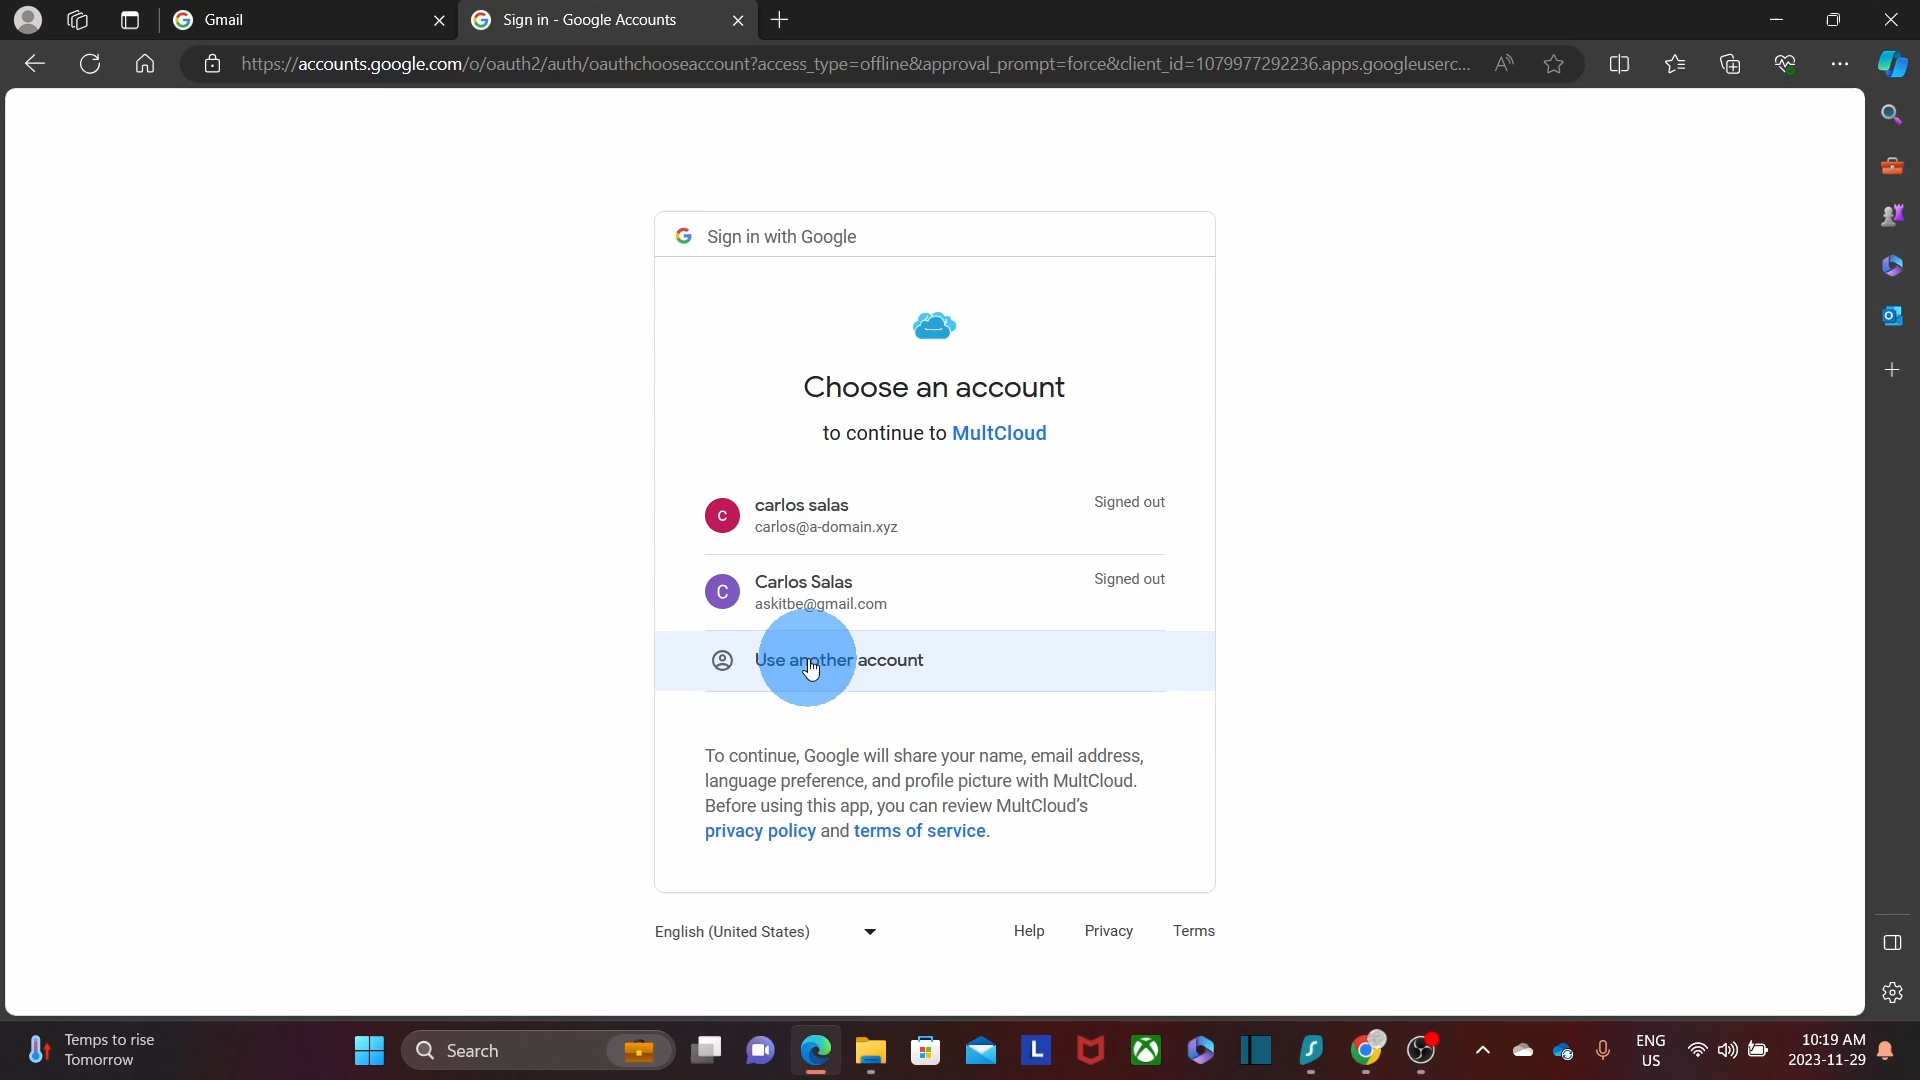 Gmail
Sign in - Google Accounts
https://accounts.google.com/o/oauth2/auth/oauthchooseaccount?access_type=offline&approval_prompt=force&client_id=1079977292236.apps.googleuserc...
Sign in with Google
Choose an account
to continue to MultCloud
c
carlos salas
carlos@a-domain.xyz
Signed out
C
Carlos Salas
askitbe@gmail.com
Signed out
Use another account
To continue, Google will share your name, email address,
language preference, and profile picture with MultCloud.
Before using this app, you can review MultCloud's
privacy policy and terms of service.
English (United States)
Help
Privacy
Terms
Temps to rise
Tomorrow
Search
L
ENG
US
10:19 AM
2023-11-29